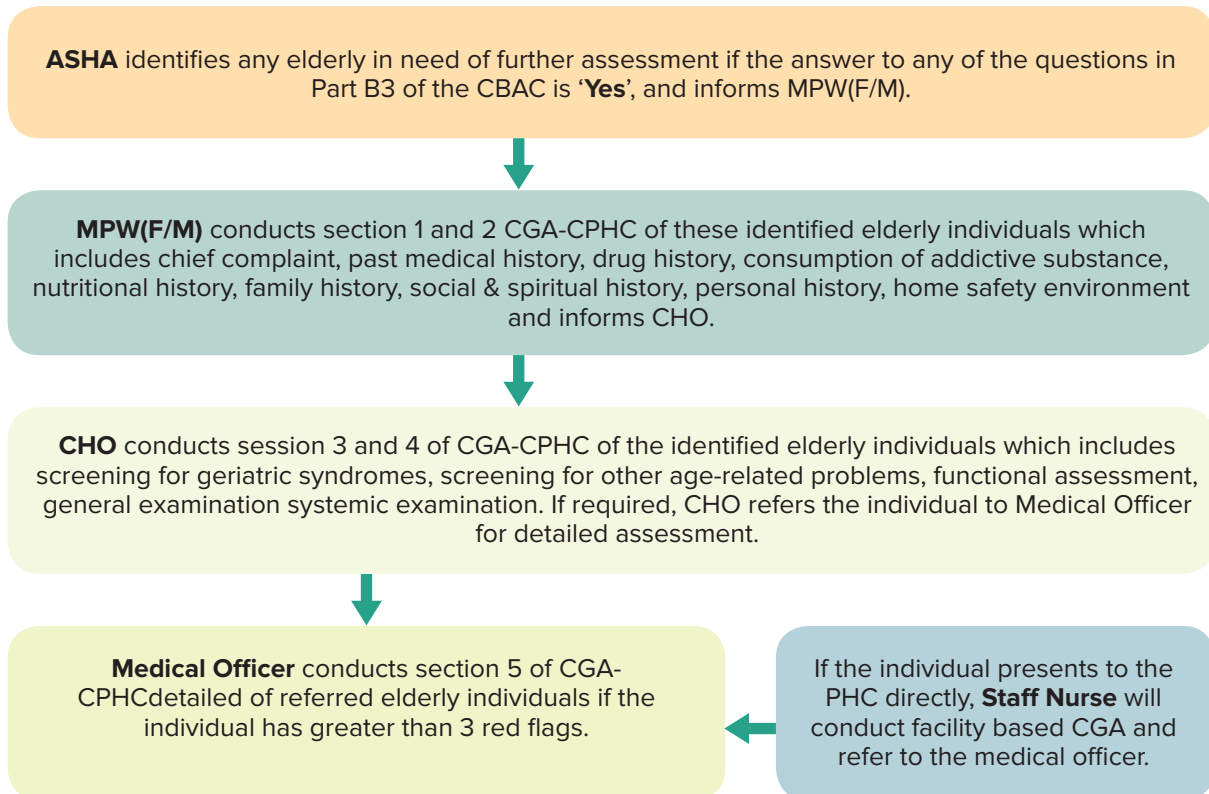 ASHA identifies any elderly in need of further assessment if the answer to any of the questions in
Part B3 of the CBAC is ‘Yes’, and informs MPW(F/M).
MPW(F/M) conducts section 1 and 2 CGA-CPHC of these identified elderly individuals which
includes chief complaint, past medical history, drug history, consumption of addictive substance,
nutritional history, family history, social & spiritual history, personal history, home safety environment
and informs CHO.
CHO conducts session 3 and 4 of CGA-CPHC of the identified elderly individuals which includes
screening for geriatric syndromes, screening for other age-related problems, functional assessment,
general examination systemic examination. If required, CHO refers the individual to Medical Officer
for detailed assessment.
Medical Officer conducts section 5 of CGA-
CPHCdetailed of referred elderly individuals if the
individual has greater than 3 red flags.
If the individual presents to the
PHC directly, Staff Nurse will
conduct facility based CGA and
refer to the medical officer.